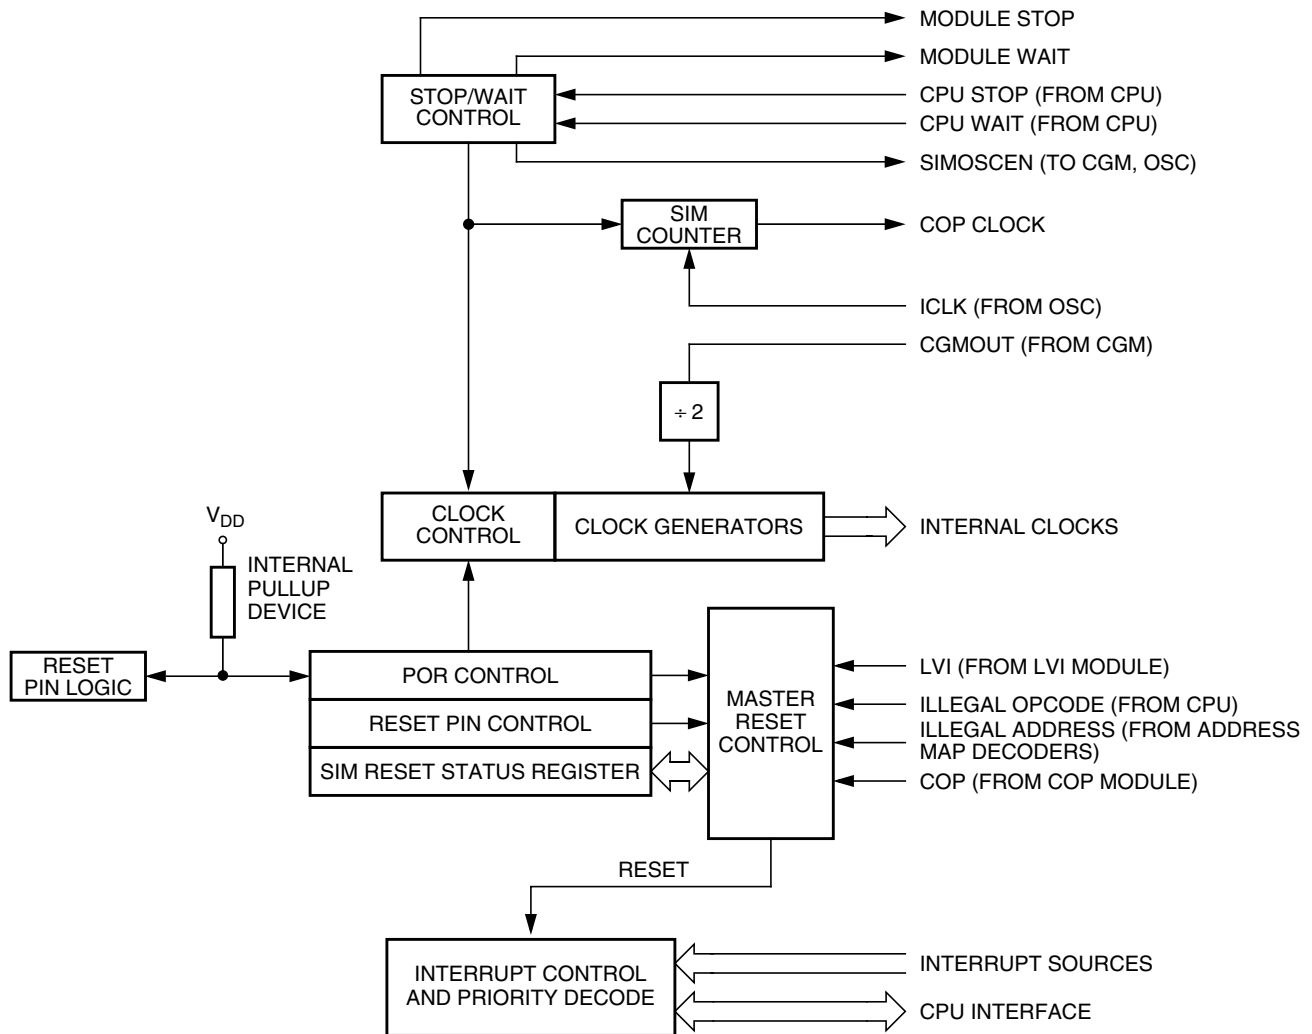 MODULE STOP
MODULE WAIT
STOP/WAIT
CONTROL
CPU STOP (FROM CPU)
CPU WAIT (FROM CPU)
SIMOSCEN (TO CGM, OSC)
SIM
COUNTER
COP CLOCK
ICLK (FROM OSC)
CGMOUT (FROM CGM)
÷ 2
CLOCK
CONTROL
CLOCK GENERATORS
INTERNAL CLOCKS
VDD
INTERNAL
PULLUP
DEVICE
RESET
PIN LOGIC
POR CONTROL
RESET PIN CONTROL
SIM RESET STATUS REGISTER
MASTER
RESET
CONTROL
LVI (FROM LVI MODULE)
ILLEGAL OPCODE (FROM CPU)
ILLEGAL ADDRESS (FROM ADDRESS
MAP DECODERS)
COP (FROM COP MODULE)
RESET
INTERRUPT CONTROL
AND PRIORITY DECODE
INTERRUPT SOURCES
CPU INTERFACE